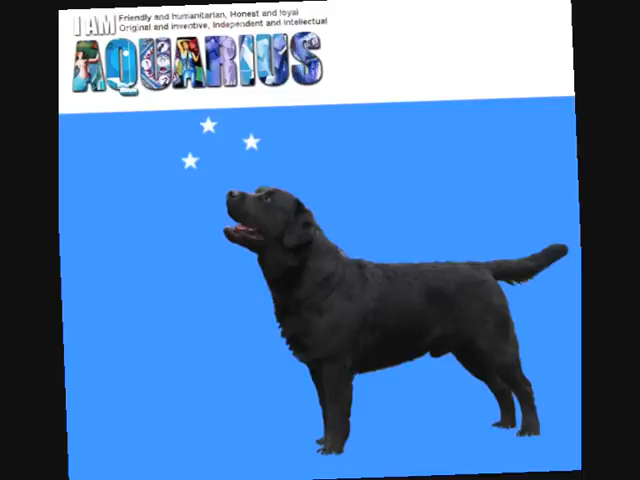 I AM Friendly and humanitarian, Honest and loyal
Original and inventive, Independent and intellectual
AQUARIUS